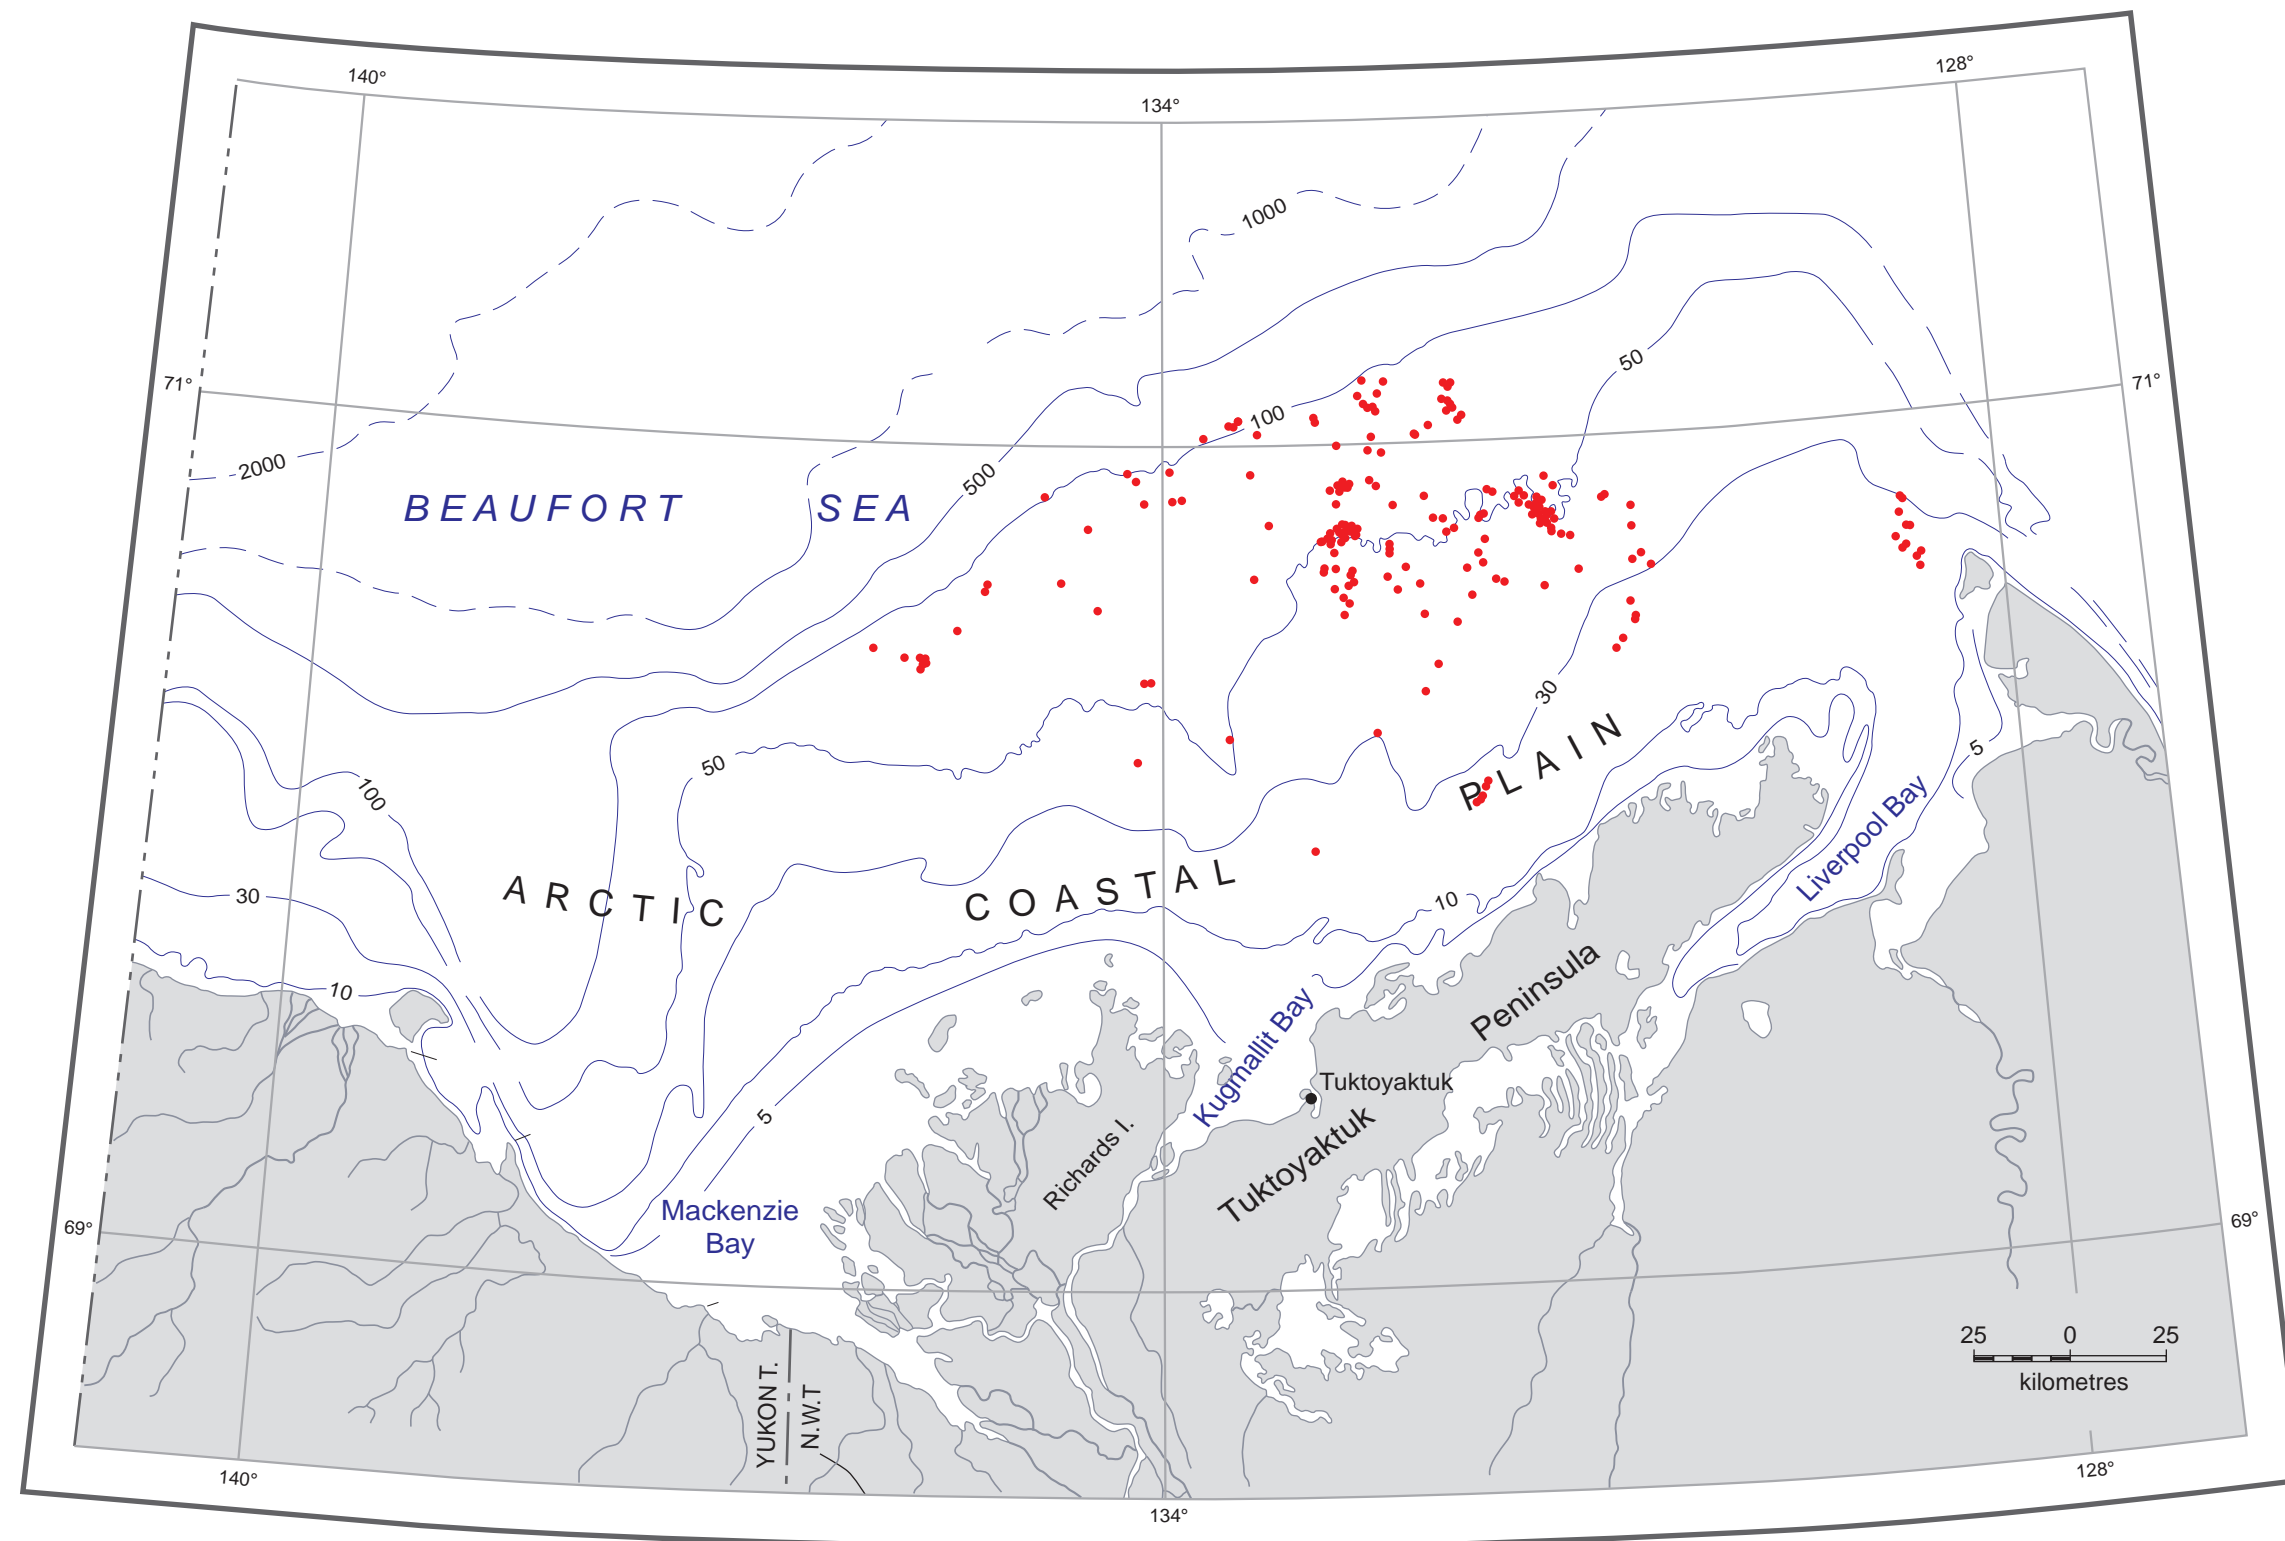 140°
134°
128°
1000
50
71°
71°
100
2000
500
BEAUFORT SEA
30
50
100
PLAIN
5
Liverpool Bay
ARCTIC
COASTAL
30
10
10
Peninsula
Kugmallit Bay
Tuktoyaktuk
5
Richards I.
Tuktoyaktuk
Mackenzie
Bay
69°
69°
25 0 25
kilometres
YUKON T.
N.W.T
140°
134°
128°